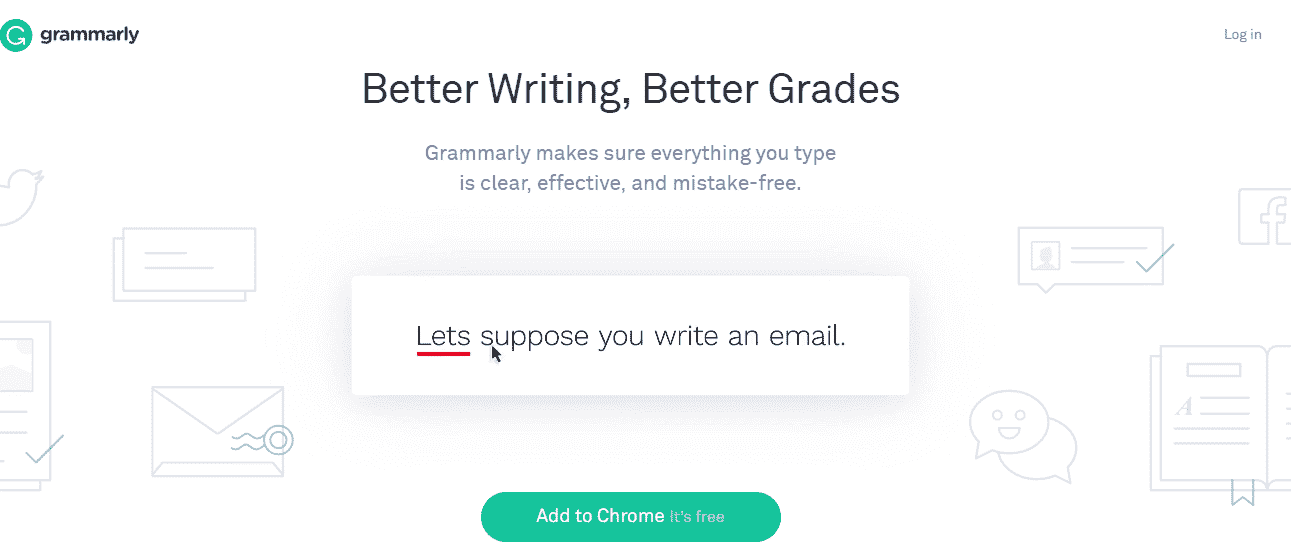 grammarly
Log in
Better Writing, Better Grades
Grammarly makes sure everything you type
is clear, effective, and mistake-free.
Lets suppose you write an email.
A
Add to Chrome It's free